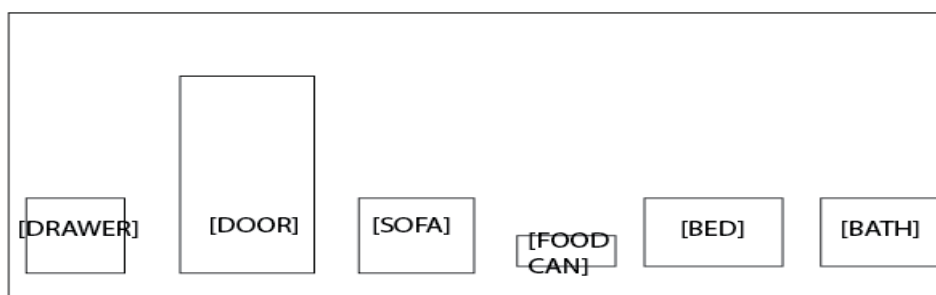 [DRAWER]
[DOOR]
[SOFA]
[FOOD
CAN]
[BED]
[BATH]